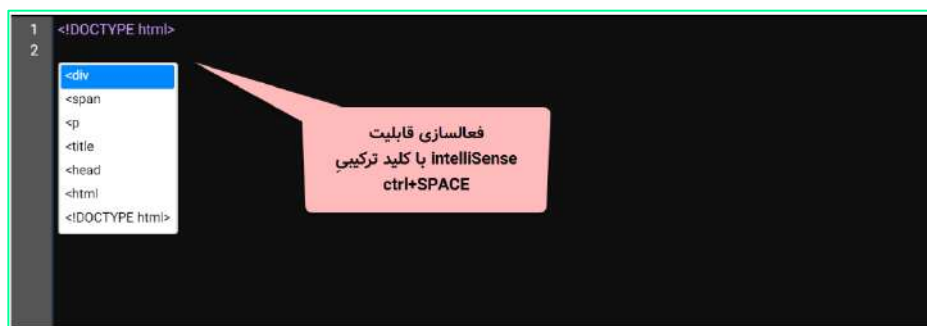 1 <!DOCTYPE html>
2
<div
<span
<p
<title
<head
<html
<!DOCTYPE html>
فعالسازی قابلیت
intelliSense با کلید ترکیبیِ
ctrl+SPACE